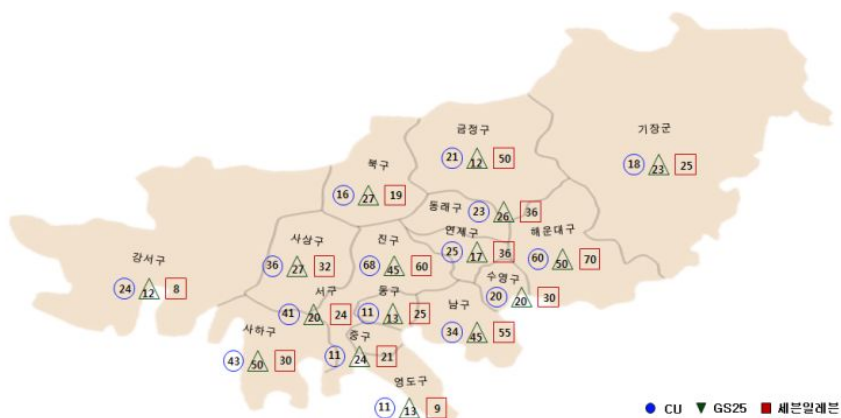 금정구
21 12 50
기장군
18 23 25
북구
16 27 19
동래구 23 26 36
연제구
25 17 36
해운대구
60 50 70
사상구
36 27 32
진구
68 45 60
강서구
24 12 8
수영구
20 20 30
서구
41 20 24
동구
11 13 25
남구
34 45 55
사하구
43 50 30
중구
11 24 21
영도구
11 13 9
CU GS25 세븐일레븐